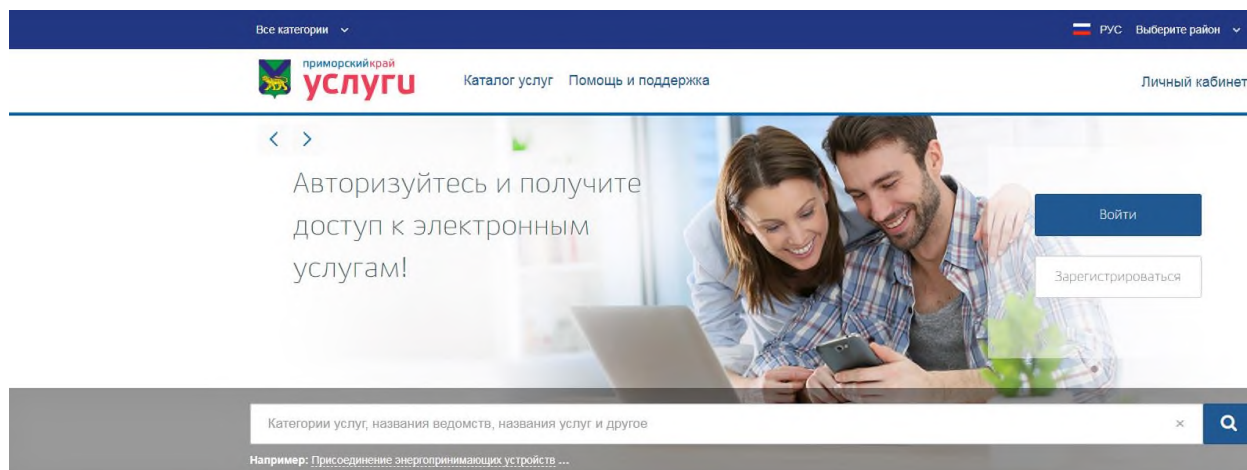 Все категории
РУС Выберите район
приморскийкрай
услуги
Каталог услуг Помощь и поддержка
Личный кабинет
Авторизуйтесь и получите
доступ к электронным
услугам!
Войти
Зарегистрироваться
Категории услуг, названия ведомств, названия услуг и другое
Например: Присоединение энергопринимающих устройств ...